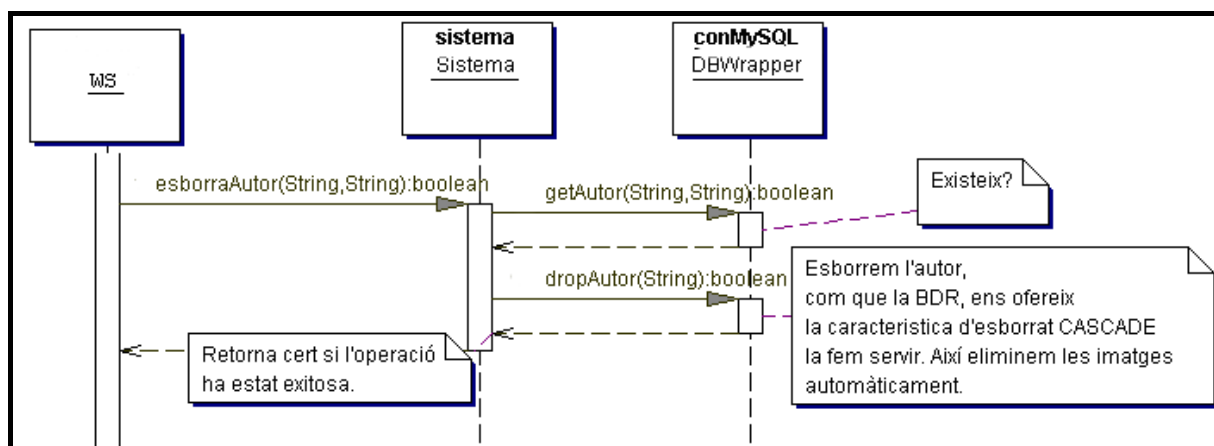 WS
sistema
Sistema
conMySQL
DBWrapper
esborraAutor(String,String):boolean
getAutor(String,String):boolean
Existeix?
dropAutor(String):boolean
Esborrem l'autor,
com que la BDR, ens ofereix
la caracteristica d'esborrat CASCADE
la fem servir. Així eliminem les imatges
automàticament.
Retorna cert si l'operació
ha estat exitosa.